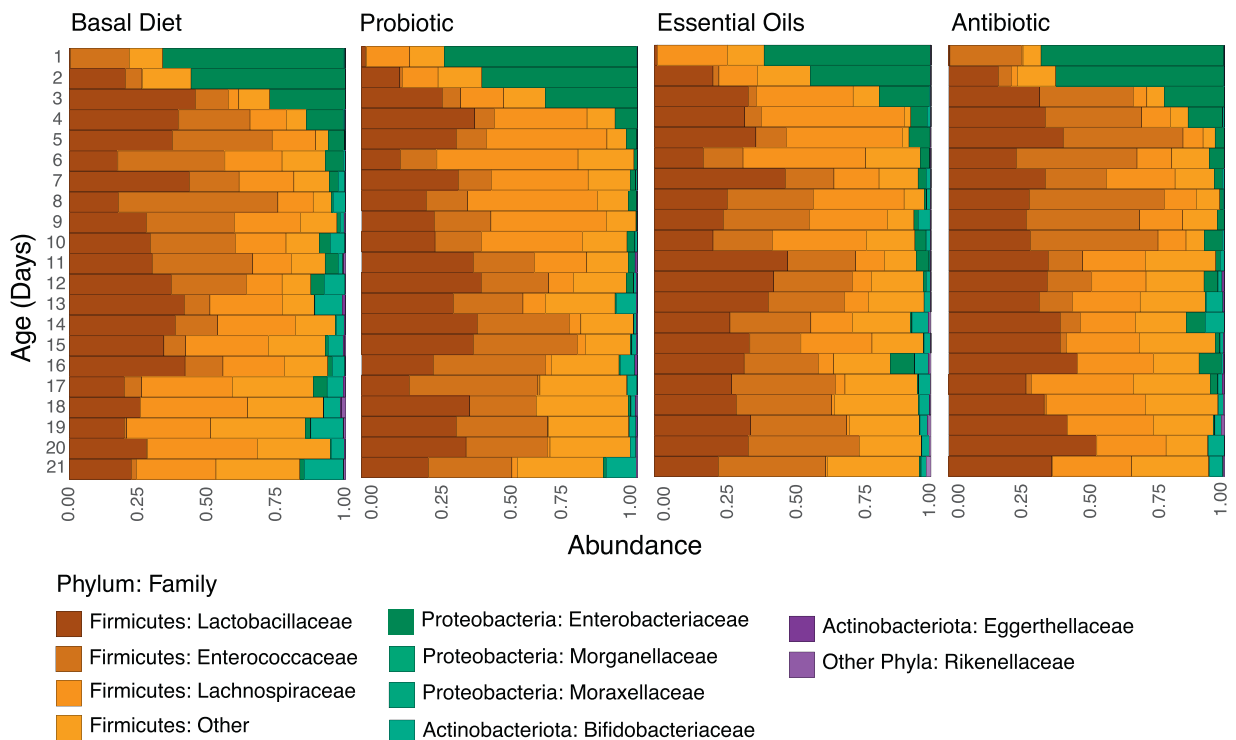 Basal Diet
Probiotic
Essential Oils
Antibiotic
Age (Days)
1
2
3
4
5
6
7
8
9
10
11
12
13
14
15
16
17
18
19
20
21
0.00 0.25 0.50 0.75 1.00
0.00 0.25 0.50 0.75 1.00
0.00 0.25 0.50 0.75 1.00
0.00 0.25 0.50 0.75 1.00
Abundance
Phylum: Family
Firmicutes: Lactobacillaceae
Firmicutes: Enterococcaceae
Firmicutes: Lachnospiraceae
Firmicutes: Other
Proteobacteria: Enterobacteriaceae
Proteobacteria: Morganellaceae
Proteobacteria: Moraxellaceae
Actinobacteriota: Bifidobacteriaceae
Actinobacteriota: Eggerthellaceae
Other Phyla: Rikenellaceae